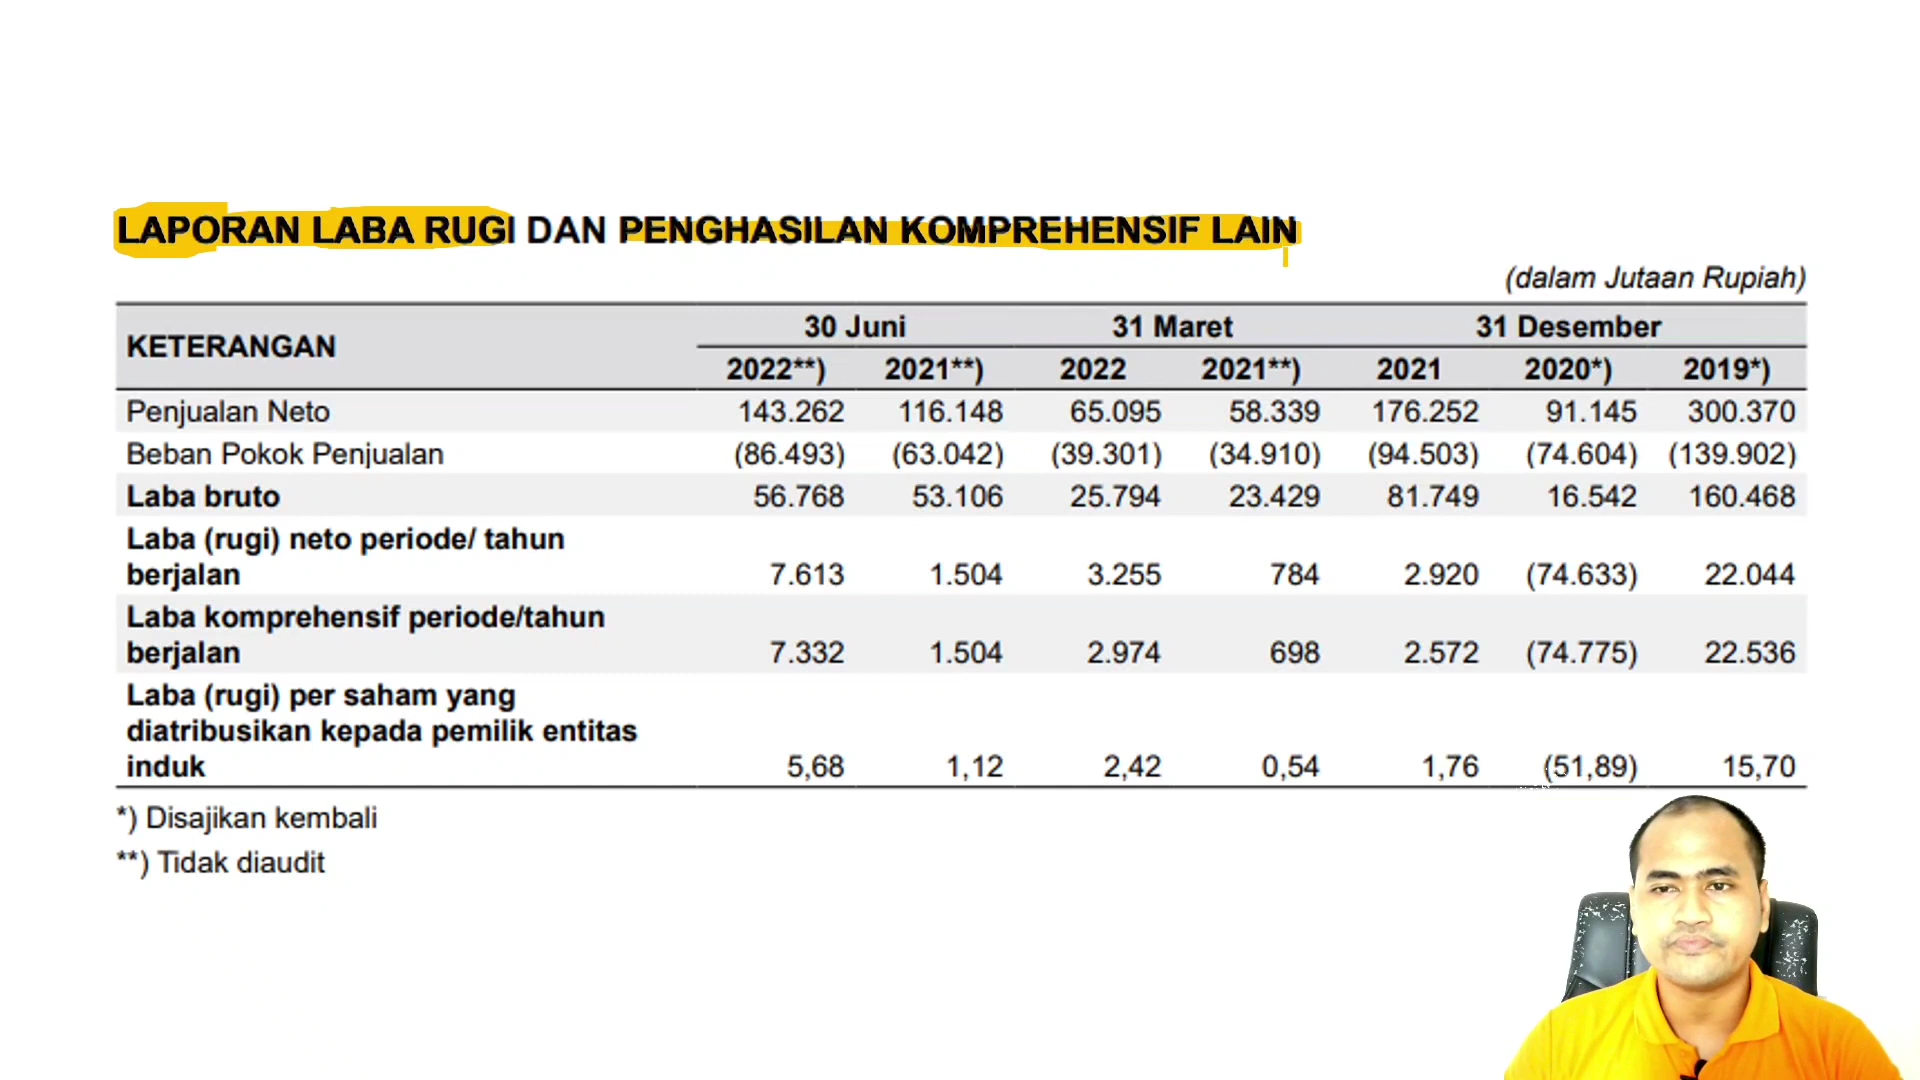 LAPORAN LABA RUGI DAN PENGHASILAN KOMPREHENSIF LAIN
(dalam Jutaan Rupiah)
KETERANGAN 30 Juni 31 Maret 31 Desember
2022**) 2021**) 2022 2021**) 2021 2020*) 2019*)
Penjualan Neto 143.262 116.148 65.095 58.339 176.252 91.145 300.370
Beban Pokok Penjualan (86.493) (63.042) (39.301) (34.910) (94.503) (74.604) (139.902)
Laba bruto 56.768 53.106 25.794 23.429 81.749 16.542 160.468
Laba (rugi) neto periode/ tahun
berjalan 7.613 1.504 3.255 784 2.920 (74.633) 22.044
Laba komprehensif periode/tahun
berjalan 7.332 1.504 2.974 698 2.572 (74.775) 22.536
Laba (rugi) per saham yang
diatribusikan kepada pemilik entitas
induk 5,68 1,12 2,42 0,54 1,76 (51,89) 15,70
*) Disajikan kembali
**) Tidak diaudit